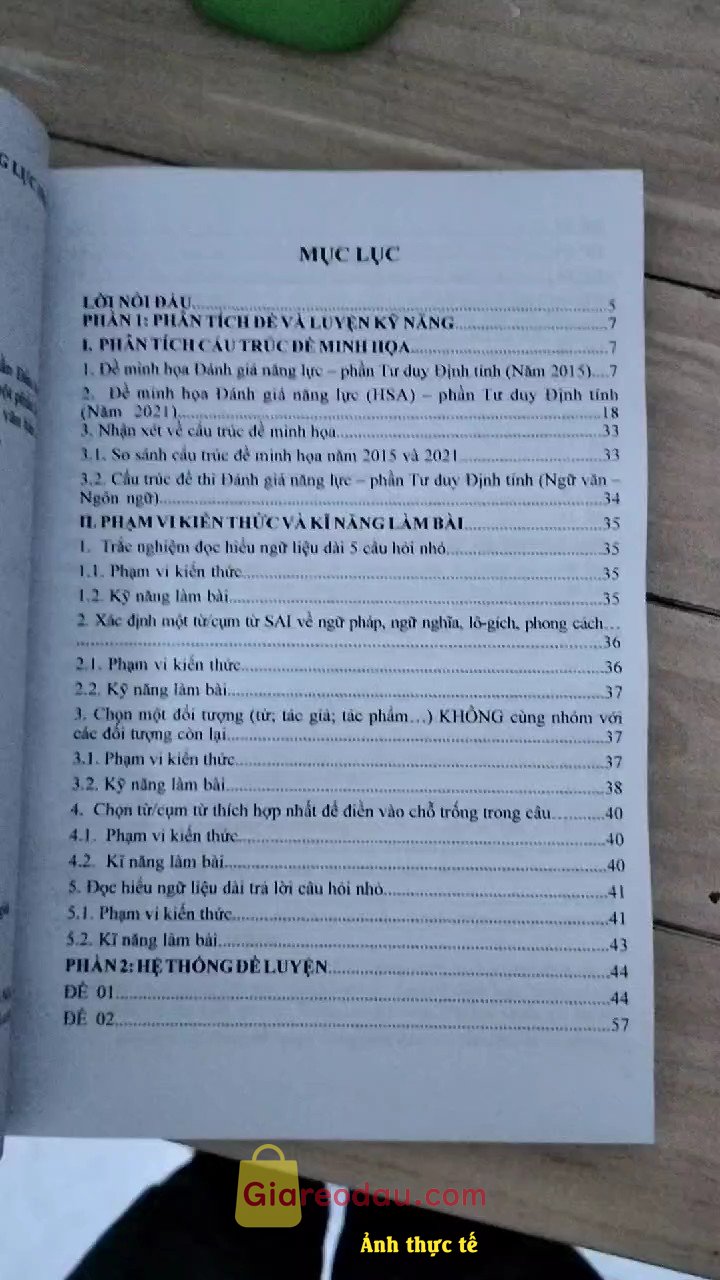 MỤC LỤC
LỜI NÓI ĐẦU.......5
PHẦN 1: PHÂN TÍCH ĐỀ VÀ LUYỆN KỸ NĂNG.......7
I. PHÂN TÍCH CẤU TRÚC ĐỀ MINH HỌA.......7
1. Đề minh họa Đánh giá năng lực – phần Tư duy Định tính (Năm 2015)....7
2. Đề minh họa Đánh giá năng lực (HSA) – phần Tư duy Định tính
(Năm 2021).......18
3. Nhận xét về cấu trúc đề minh họa.......33
3.1. So sánh cấu trúc đề minh họa năm 2015 và 2021.......33
3.2. Cấu trúc đề thi Đánh giá năng lực – phần Tư duy Định tính (Ngữ văn –
Ngôn ngữ).......34
II. PHẠM VI KIẾN THỨC VÀ KĨ NĂNG LÀM BÀI.......35
1. Trắc nghiệm đọc hiểu ngữ liệu dài 5 câu hỏi nhỏ.......35
1.1. Phạm vi kiến thức.......35
1.2. Kỹ năng làm bài.......35
2. Xác định một từ/cụm từ SAI về ngữ pháp, ngữ nghĩa, lô-gích, phong cách...
.......36
2.1. Phạm vi kiến thức.......36
2.2. Kỹ năng làm bài.......37
3. Chọn một đối tượng (từ; tác giả; tác phẩm…) KHÔNG cùng nhóm với
các đối tượng còn lại.......37
3.1. Phạm vi kiến thức.......37
3.2. Kỹ năng làm bài.......38
4. Chọn từ/cụm từ thích hợp nhất để điền vào chỗ trống trong câu.......40
4.1. Phạm vi kiến thức.......40
4.2. Kĩ năng làm bài.......40
5. Đọc hiểu ngữ liệu dài trả lời câu hỏi nhỏ.......41
5.1. Phạm vi kiến thức.......41
5.2. Kĩ năng làm bài.......43
PHẦN 2: HỆ THỐNG ĐỀ LUYỆN.......44
ĐỀ 01.......44
ĐỀ 02.......57
Giareodau.com
Ảnh thực tế